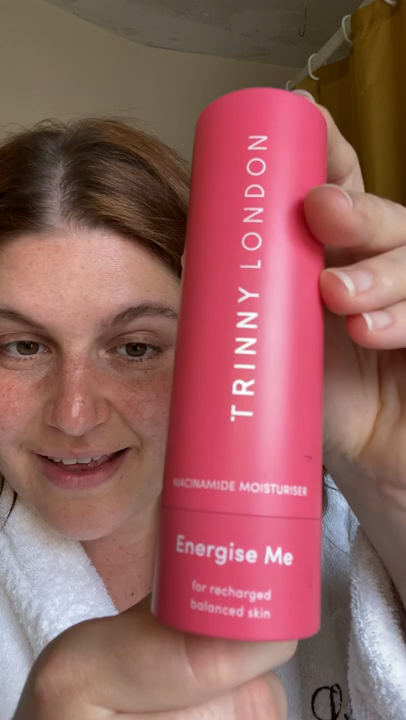 TRINNY LONDON
NIACINAMIDE MOISTURISER
Energise Me
for recharged
balanced skin